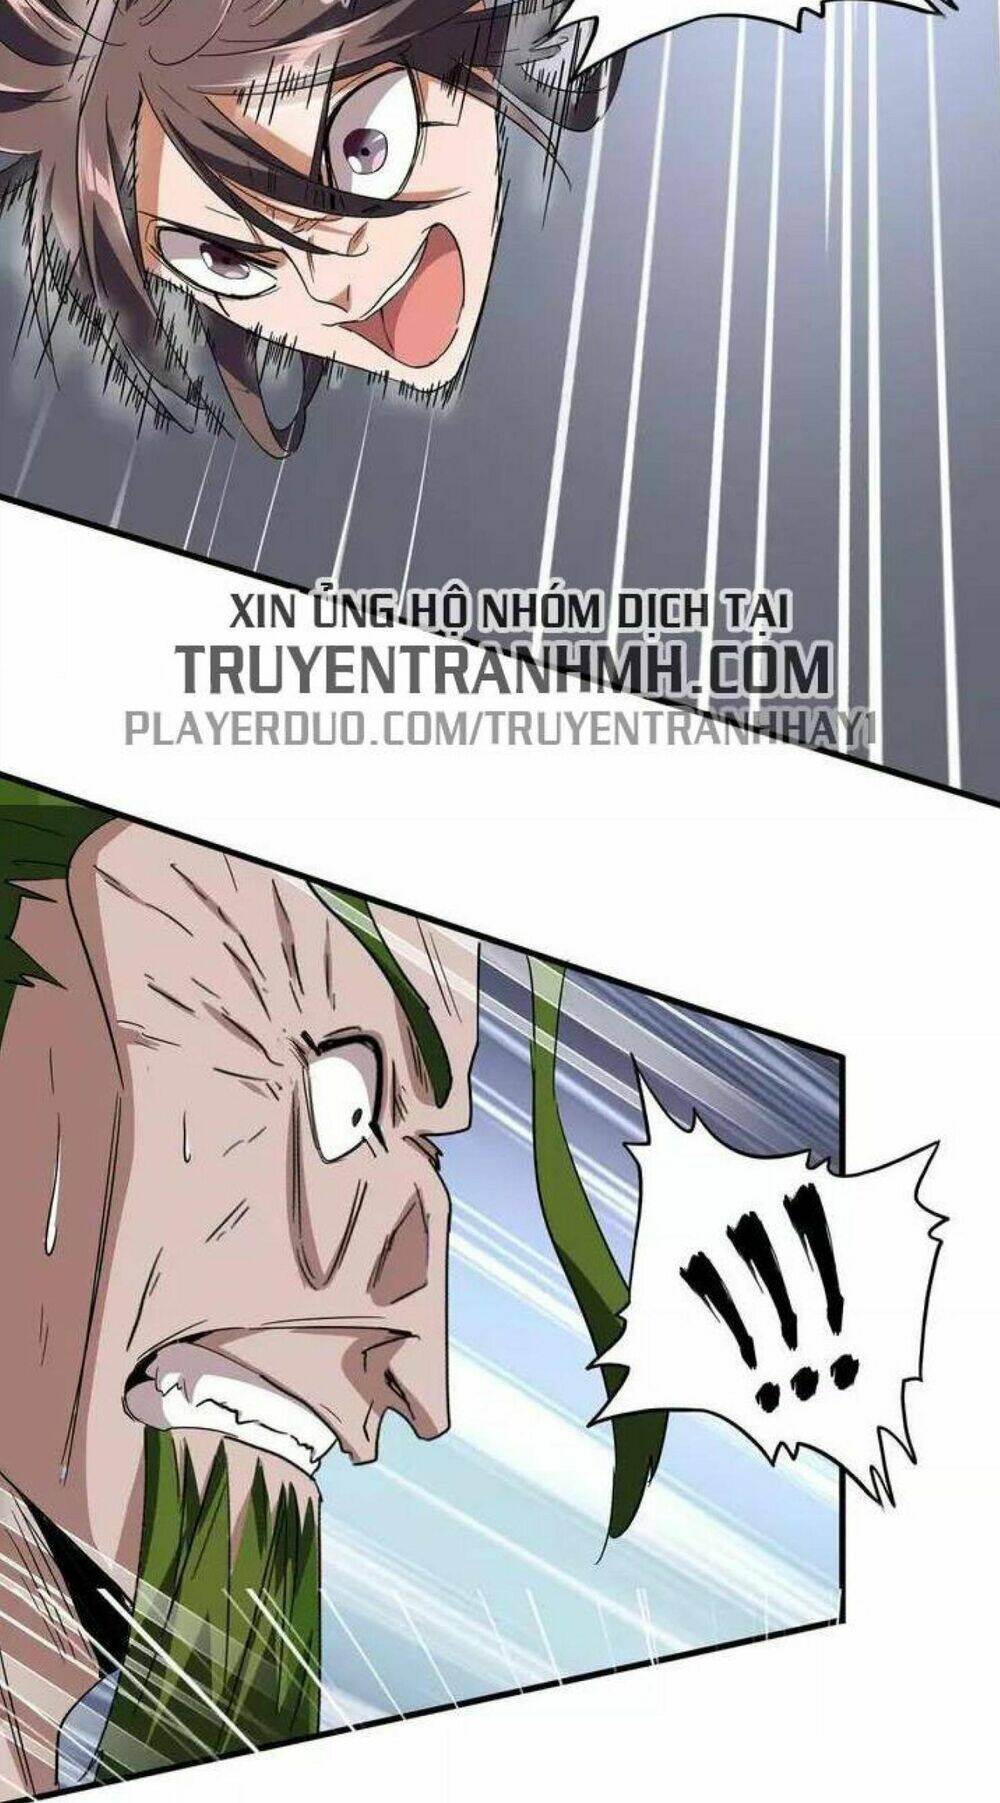 XIN ỦNG HỘ NHÓM DỊCH TẠI
TRUYENTRANHMH.COM
PLAYERDUO.COM/TRUYENTRANHHAY1
!!!